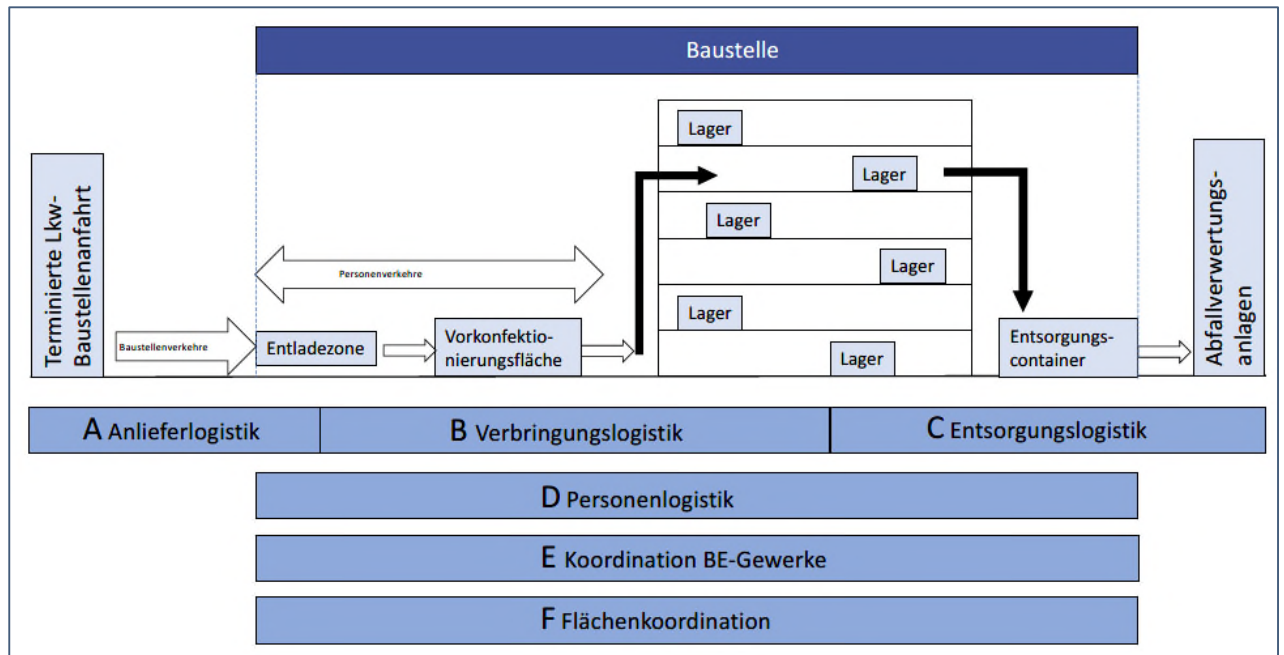 Baustelle
Terminierte Lkw-
Baustellenanfahrt
Baustellenverkehre
Personenverkehre
Entladezone
Vorkonfektio-
nierungsfläche
Lager
Lager
Lager
Lager
Lager
Lager
Entsorgungs-
container
Abfallverwertungs-
anlagen
A Anlieferlogistik
B Verbringungslogistik
C Entsorgungslogistik
D Personenlogistik
E Koordination BE-Gewerke
F Flächenkoordination